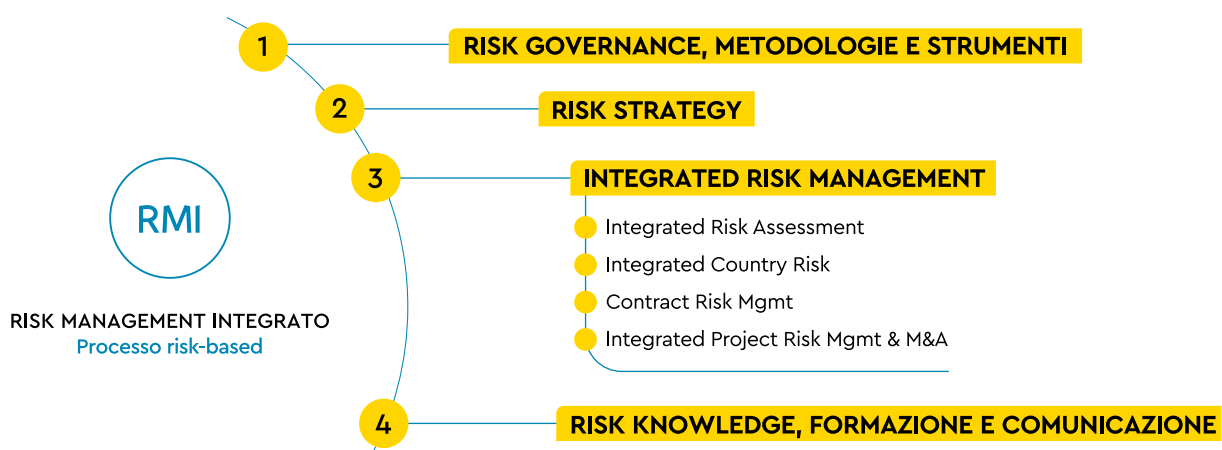 1
RISK GOVERNANCE, METODOLOGIE E STRUMENTI
2
RISK STRATEGY
3
INTEGRATED RISK MANAGEMENT
Integrated Risk Assessment
Integrated Country Risk
Contract Risk Mgmt
Integrated Project Risk Mgmt & M&A
RMI
RISK MANAGEMENT INTEGRATO
Processo risk-based
4
RISK KNOWLEDGE, FORMAZIONE E COMUNICAZIONE